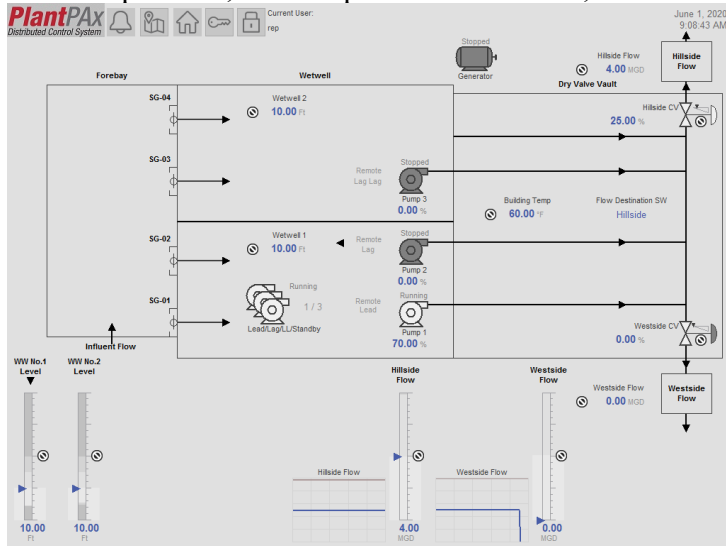 PlantPAx
Distributed Control System
Current User:
rep
June 1, 2020
9:08:43 AM
Stopped
Generator
Hillside Flow
4.00 MGD
Hillside
Flow
Forebay
Wetwell
Dry Valve Vault
SG-04
Wetwell 2
10.00 Ft
Hillside CV
25.00 %
SG-03
Remote
Lag Lag
Stopped
Pump 3
0.00 %
Building Temp
60.00 °F
Flow Destination SW
Hillside
SG-02
Wetwell 1
10.00 Ft
Remote
Lag
Stopped
Pump 2
0.00 %
SG-01
Running
1 / 3
Lead/Lag/LL/Standby
Remote
Lead
Running
Pump 1
70.00 %
Westside CV
0.00 %
Influent Flow
WW No.1
Level
WW No.2
Level
Hillside
Flow
Westside
Flow
Westside Flow
0.00 MGD
Westside
Flow
Hillside Flow
Westside Flow
10.00
Ft
10.00
Ft
4.00
MGD
0.00
MGD